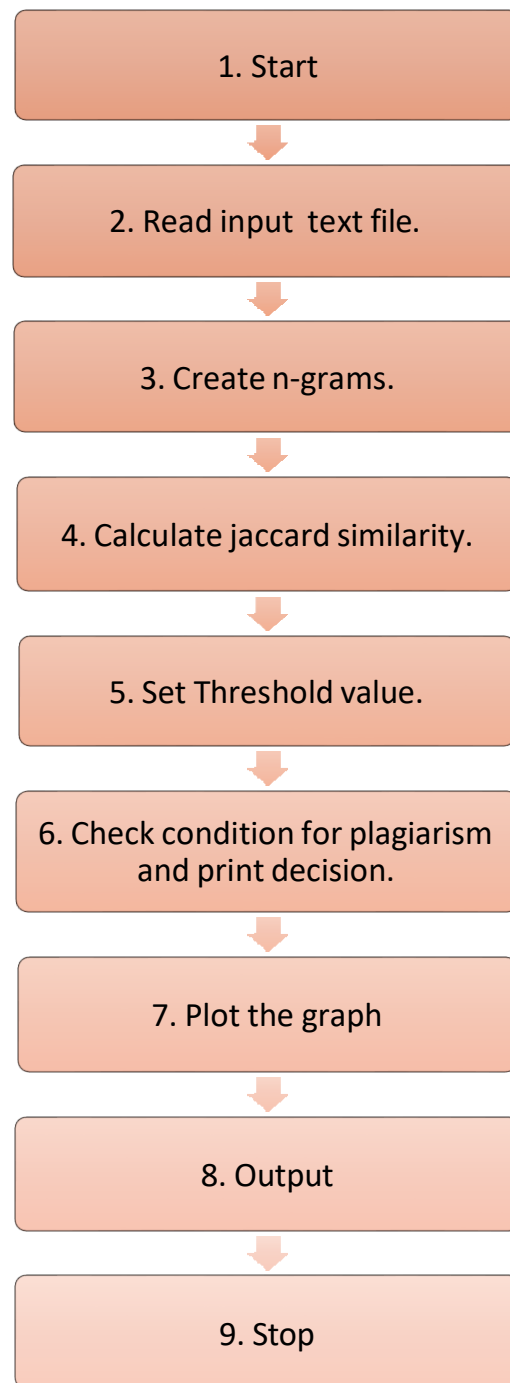 1. Start
2. Read input text file.
3. Create n-grams.
4. Calculate jaccard similarity.
5. Set Threshold value.
6. Check condition for plagiarism
and print decision.
7. Plot the graph
8. Output
9. Stop